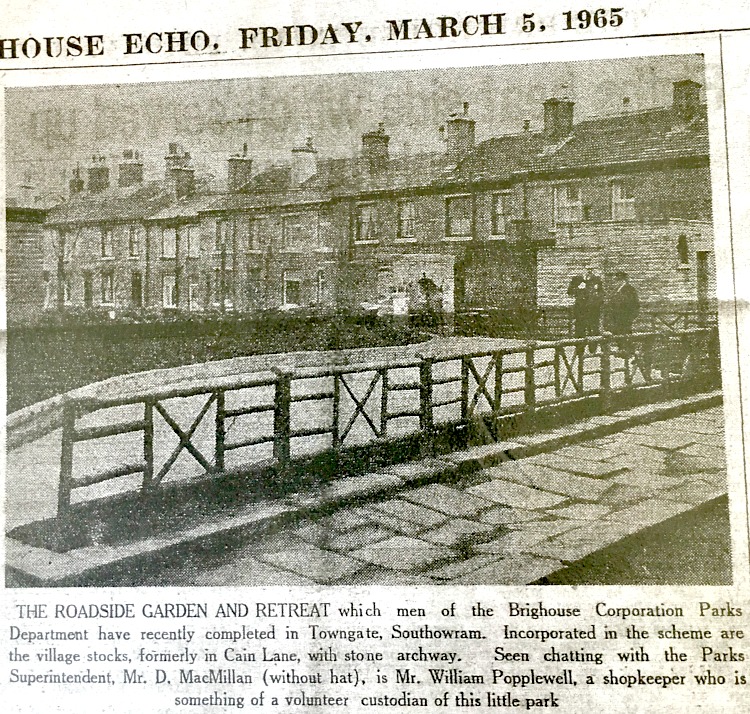 HOUSE ECHO, FRIDAY, MARCH 5, 1965
THE ROADSIDE GARDEN AND RETREAT which men of the Brighouse Corporation Parks
Department have recently completed in Towngate, Southowram. Incorporated in the scheme are
the village stocks, formerly in Cain Lane, with stone archway. Seen chatting with the Parks
Superintendent, Mr. D. MacMillan (without hat), is Mr. William Popplewell, a shopkeeper who is
something of a volunteer custodian of this little park